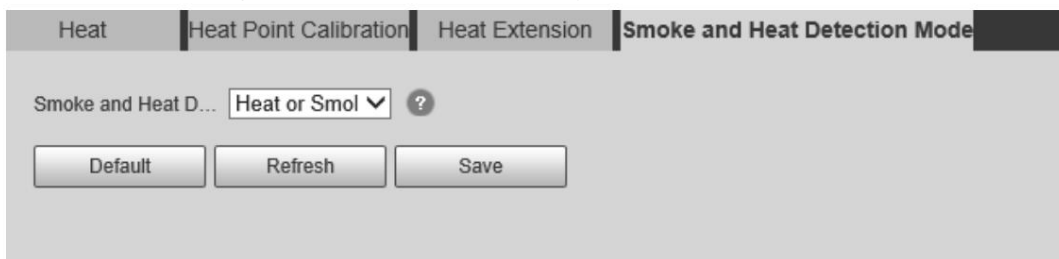 Heat Heat Point Calibration Heat Extension Smoke and Heat Detection Mode
Smoke and Heat D... Heat or Smol ?
Default Refresh Save